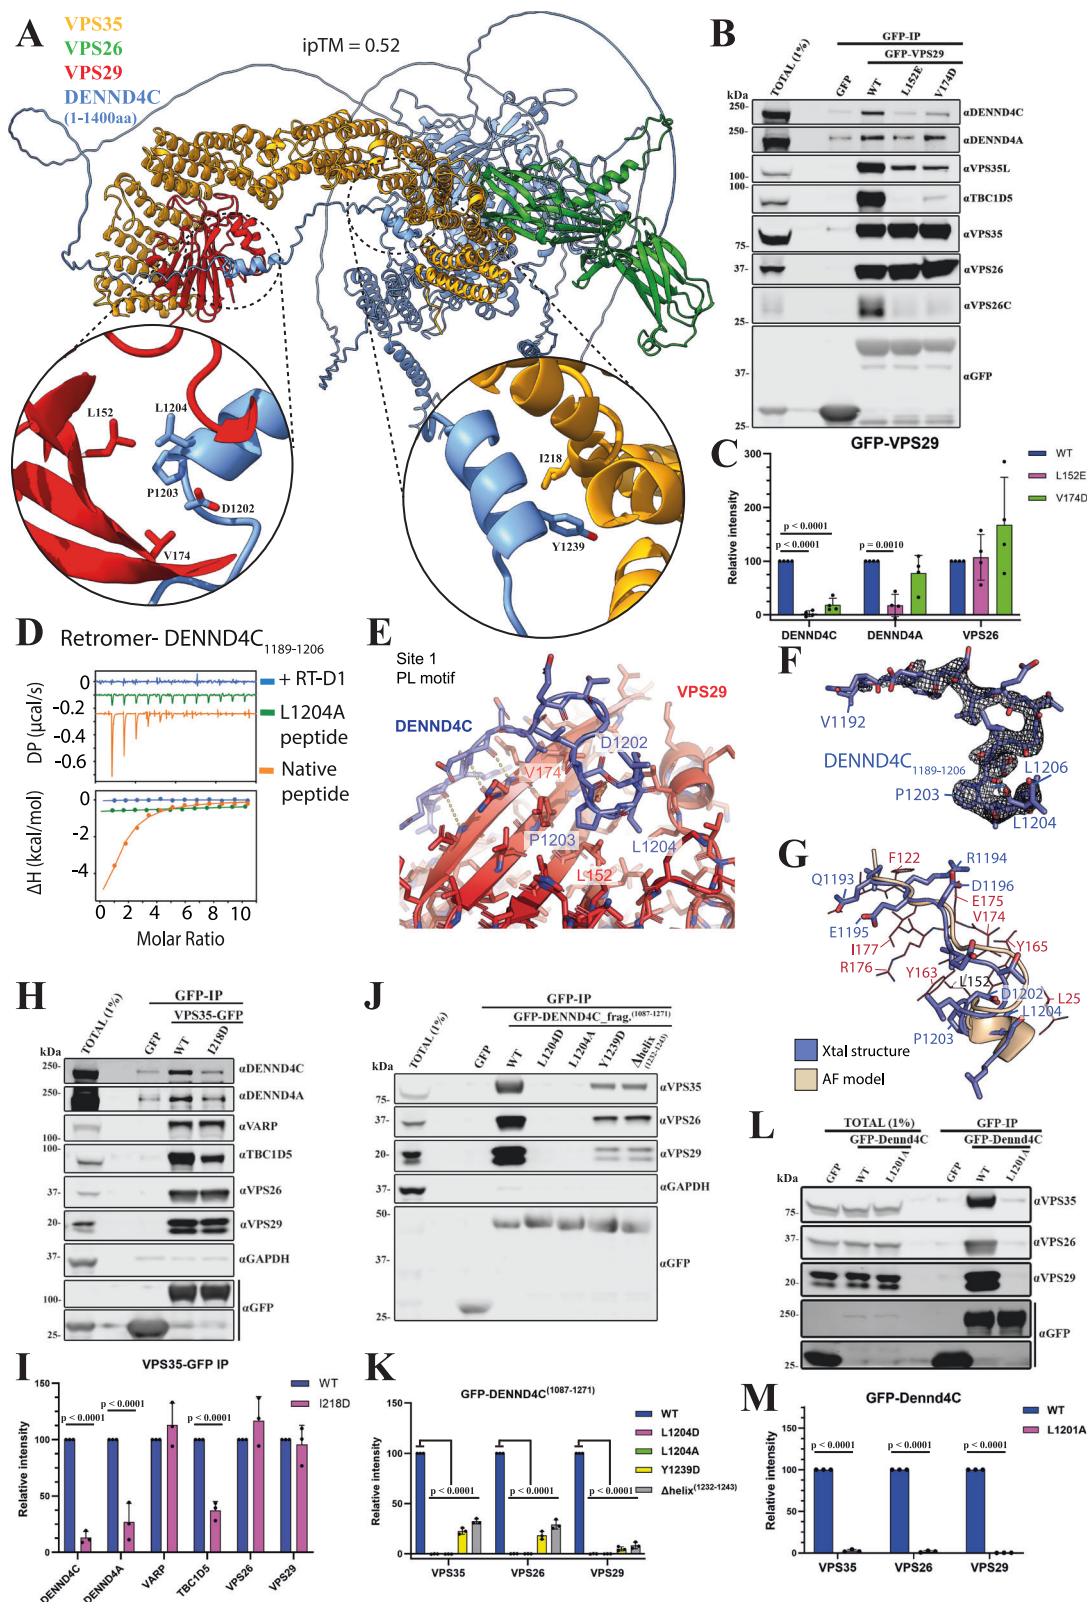 A
VPS35
VPS26
VPS29
DENND4C
(1-1400aa)
ipTM = 0.52
L152
L1204
P1203
D1202
V174
I218
Y1239
B
GFP-IP
GFP-VPS29
TOTAL (1%)
GFP
WT
L152E
V174D
kDa
250-
αDENND4C
250-
αDENND4A
αVPS35L
100-
100-
αTBC1D5
αVPS35
75-
37-
αVPS26
αVPS26C
25-
αGFP
37-
25-
C
GFP-VPS29
WT
L152E
V174D
Relative intensity
300
200
100
50
0
p < 0.0001
p < 0.0001
p = 0.0010
DENND4C
DENND4A
VPS26
D
Retromer- DENND4C1189-1206
DP (μcal/s)
0
-0.2
-0.4
-0.6
+ RT-D1
L1204A
peptide
Native
peptide
ΔH (kcal/mol)
0
-2
-4
0 2 4 6 8 10
Molar Ratio
E
Site 1
PL motif
VPS29
DENND4C
D1202
V174
P1203
L1204
L152
F
V1192
DENND4C1189-1206
L1206
P1203
L1204
G
F122
R1194
Q1193
D1196
E175
V174
E1195
I177
Y165
R176
Y163
L152
D1202
L25
L1204
P1203
Xtal structure
AF model
H
GFP-IP
VPS35-GFP
TOTAL (1%)
GFP
WT
I218D
kDa
250-
αDENND4C
250-
αDENND4A
αVARP
100-
100-
αTBC1D5
37-
αVPS26
20-
αVPS29
37-
αGAPDH
100-
αGFP
25-
I
VPS35-GFP IP
WT
I218D
Relative intensity
150
100
50
0
p < 0.0001
p < 0.0001
p < 0.0001
DENND4C
DENND4A
VARP
TBC1D5
VPS26
VPS29
J
GFP-IP
GFP-DENND4C_frag.(1087-1271)
TOTAL (1%)
GFP
WT
L1204D
L1204A
Y1239D
Δhelix(1232-1243)
kDa
αVPS35
75-
37-
αVPS26
20-
αVPS29
37-
αGAPDH
50-
αGFP
37-
25-
K
GFP-DENND4C(1087-1271)
WT
L1204D
L1204A
Y1239D
Δhelix(1232-1243)
Relative intensity
150
100
50
0
p < 0.0001
p < 0.0001
p < 0.0001
VPS35
VPS26
VPS29
L
TOTAL (1%)
GFP-IP
GFP-Dennd4C
GFP-Dennd4C
GFP
WT
L1201A
GFP
WT
L1201A
kDa
αVPS35
75-
37-
αVPS26
αVPS29
20-
250-
αGFP
25-
M
GFP-Dennd4C
WT
L1201A
Relative intensity
150
100
50
0
p < 0.0001
p < 0.0001
p < 0.0001
VPS35
VPS26
VPS29